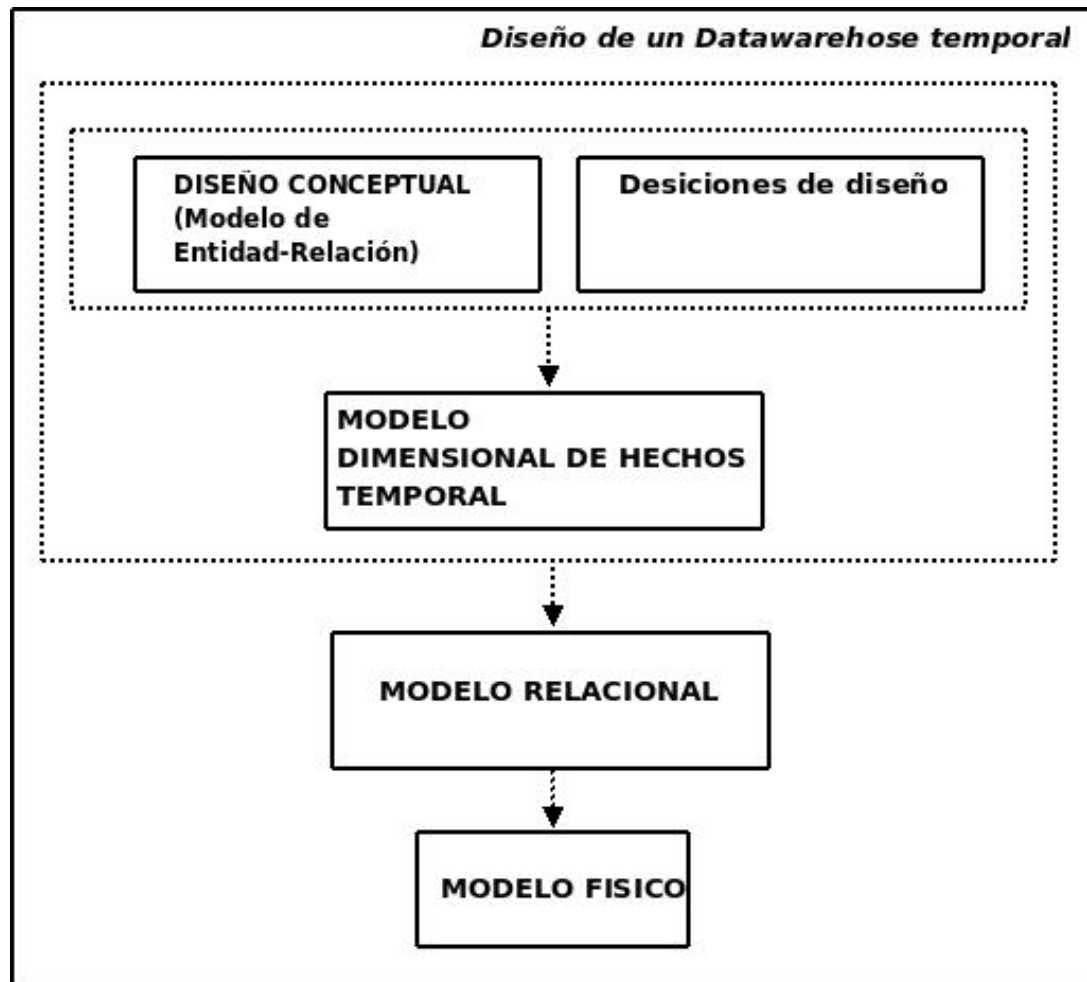 Diseño de un Datawarehose temporal
DISEÑO CONCEPTUAL
(Modelo de
Entidad-Relación)
Desiciones de diseño
MODELO
DIMENSIONAL DE HECHOS
TEMPORAL
MODELO RELACIONAL
MODELO FISICO